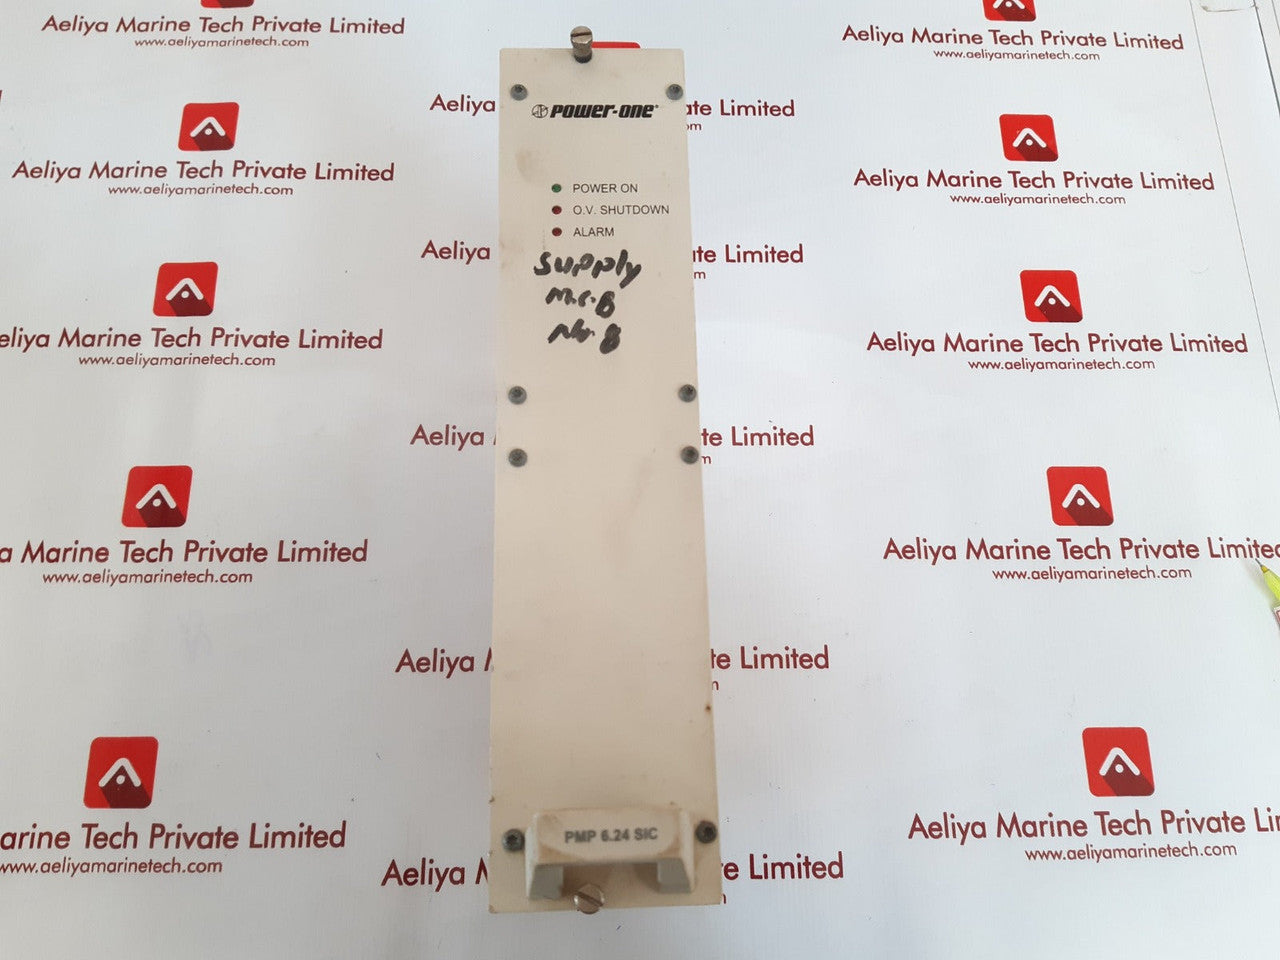 Aeliya Marine Tech Private Limited
www.aeliyamarinetech.com
Aeliya Marine Tech Private Limited
www.aeliyamarinetech.com
Aeliya
ate Limited
om
Aeliya Marine Tech Private Limited
www.aeliyamarinetech.com
Aeliya Marine Tech Private Limited
www.aeliyamarinetech.com
POWER-ONE
POWER ON
O.V. SHUTDOWN
ALARM
supply
M.C.B
No. 8
PMP 6.24 SIC
Aeliya
te Limited
m
eliya Marine Tech Private Limited
www.aeliyamarinetech.com
Aeliya Marine Tech Private Limited
www.aeliyamarinetech.com
Aeliya
te Limited
m
a Marine Tech Private Limited
www.aeliyamarinetech.com
Aeliya Marine Tech Private Limited
www.aeliyamarinetech.com
Aeliya
te Limited
m
arine Tech Private Limited
www.aeliyamarinetech.com
Aeliya Marine Tech Private Li
www.aeliyamarinetech.com
Aeliya
e Limited